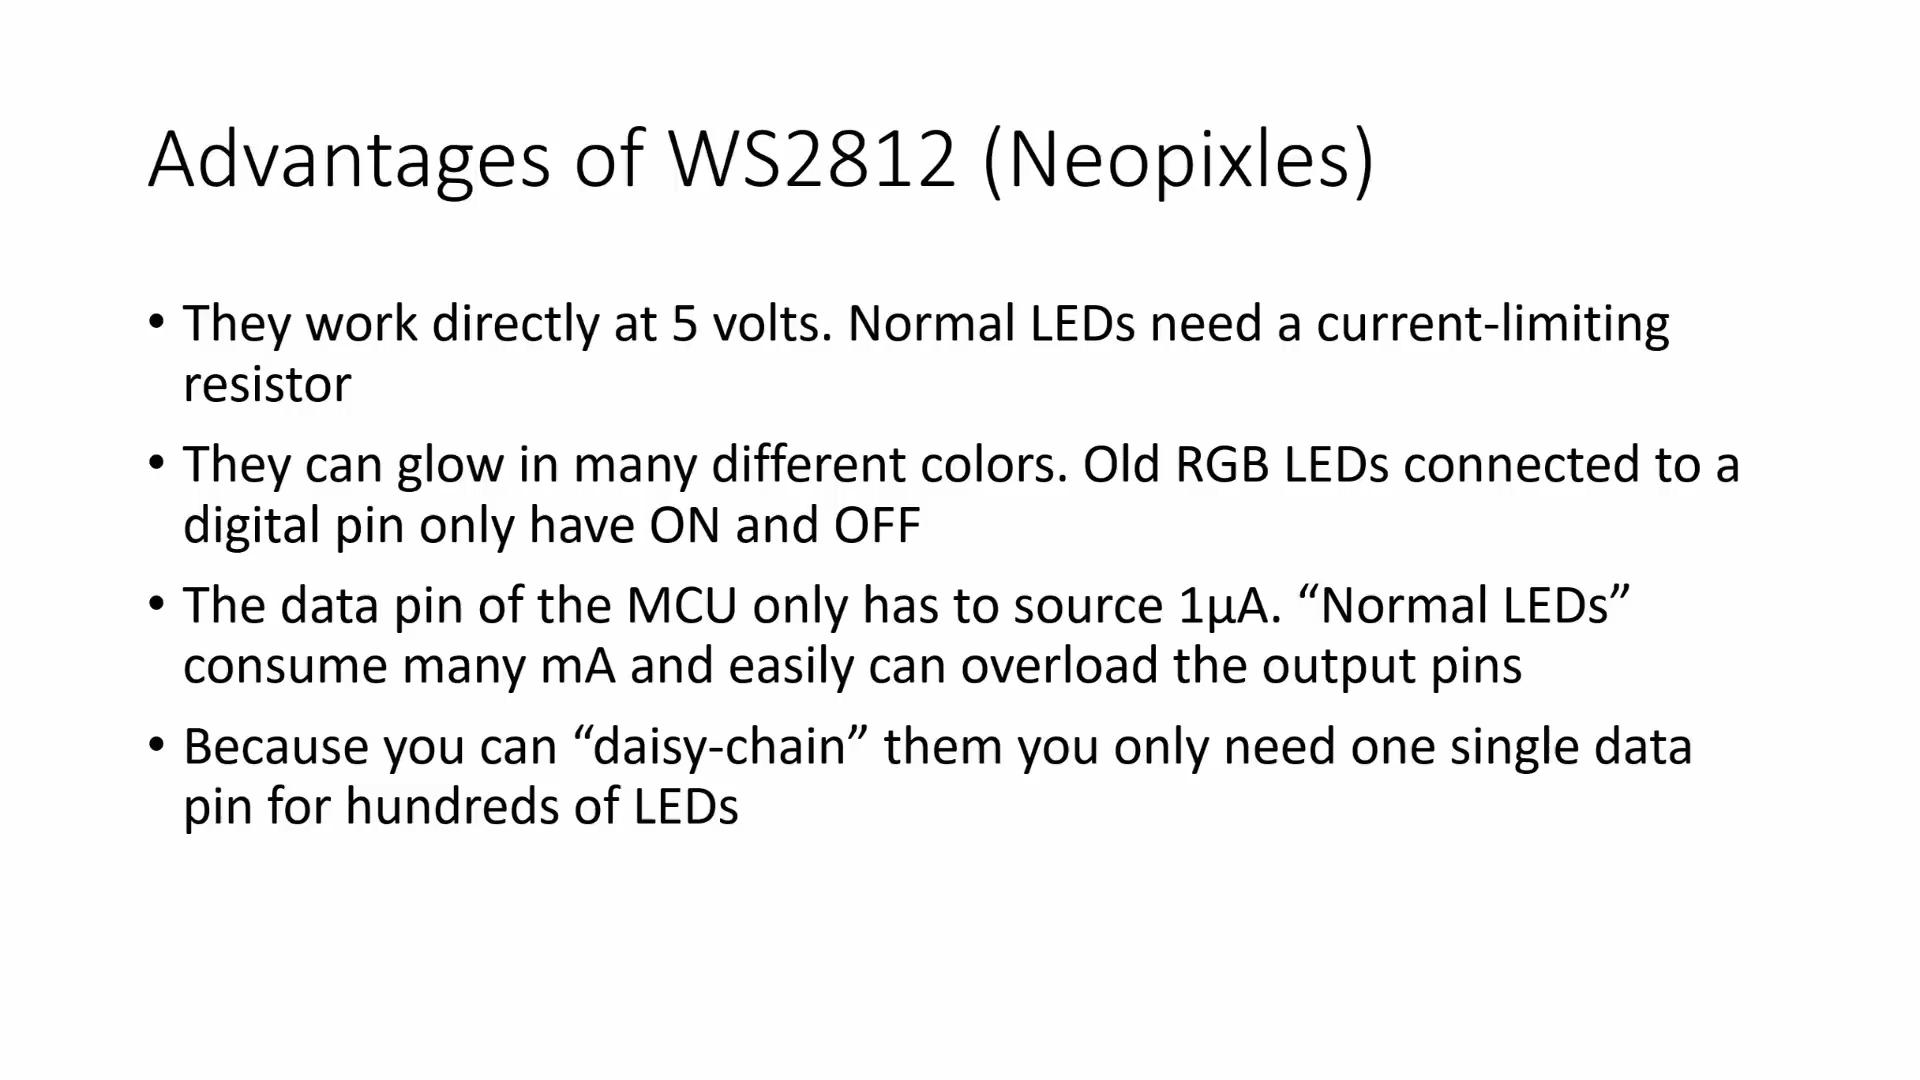 Advantages of WS2812 (Neopixles)
• They work directly at 5 volts. Normal LEDs need a current-limiting
resistor
• They can glow in many different colors. Old RGB LEDs connected to a
digital pin only have ON and OFF
• The data pin of the MCU only has to source 1µA. “Normal LEDs”
consume many mA and easily can overload the output pins
• Because you can “daisy-chain” them you only need one single data
pin for hundreds of LEDs